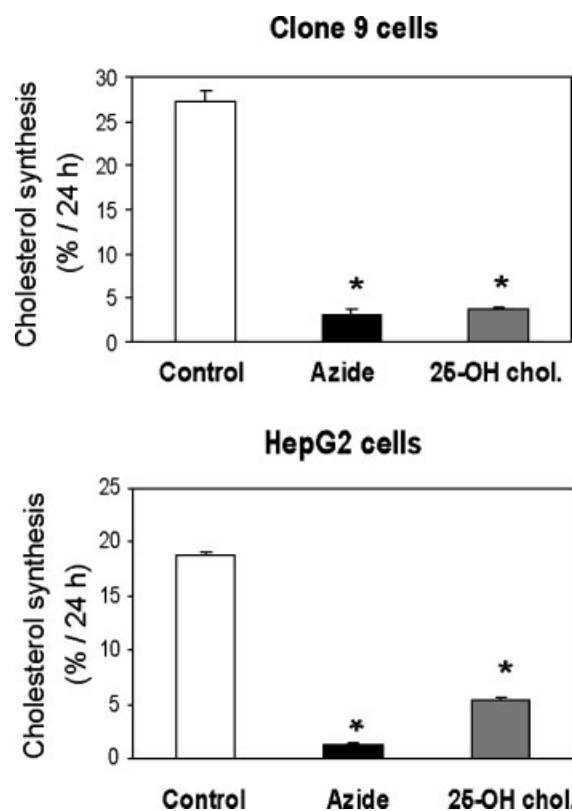 Clone 9 cells
Cholesterol synthesis
(% / 24 h)
30
25
20
15
10
5
0
*
*
Control Azide 25-OH chol.
HepG2 cells
Cholesterol synthesis
(% / 24 h)
25
20
15
10
5
0
*
*
Control Azide 25-OH chol.